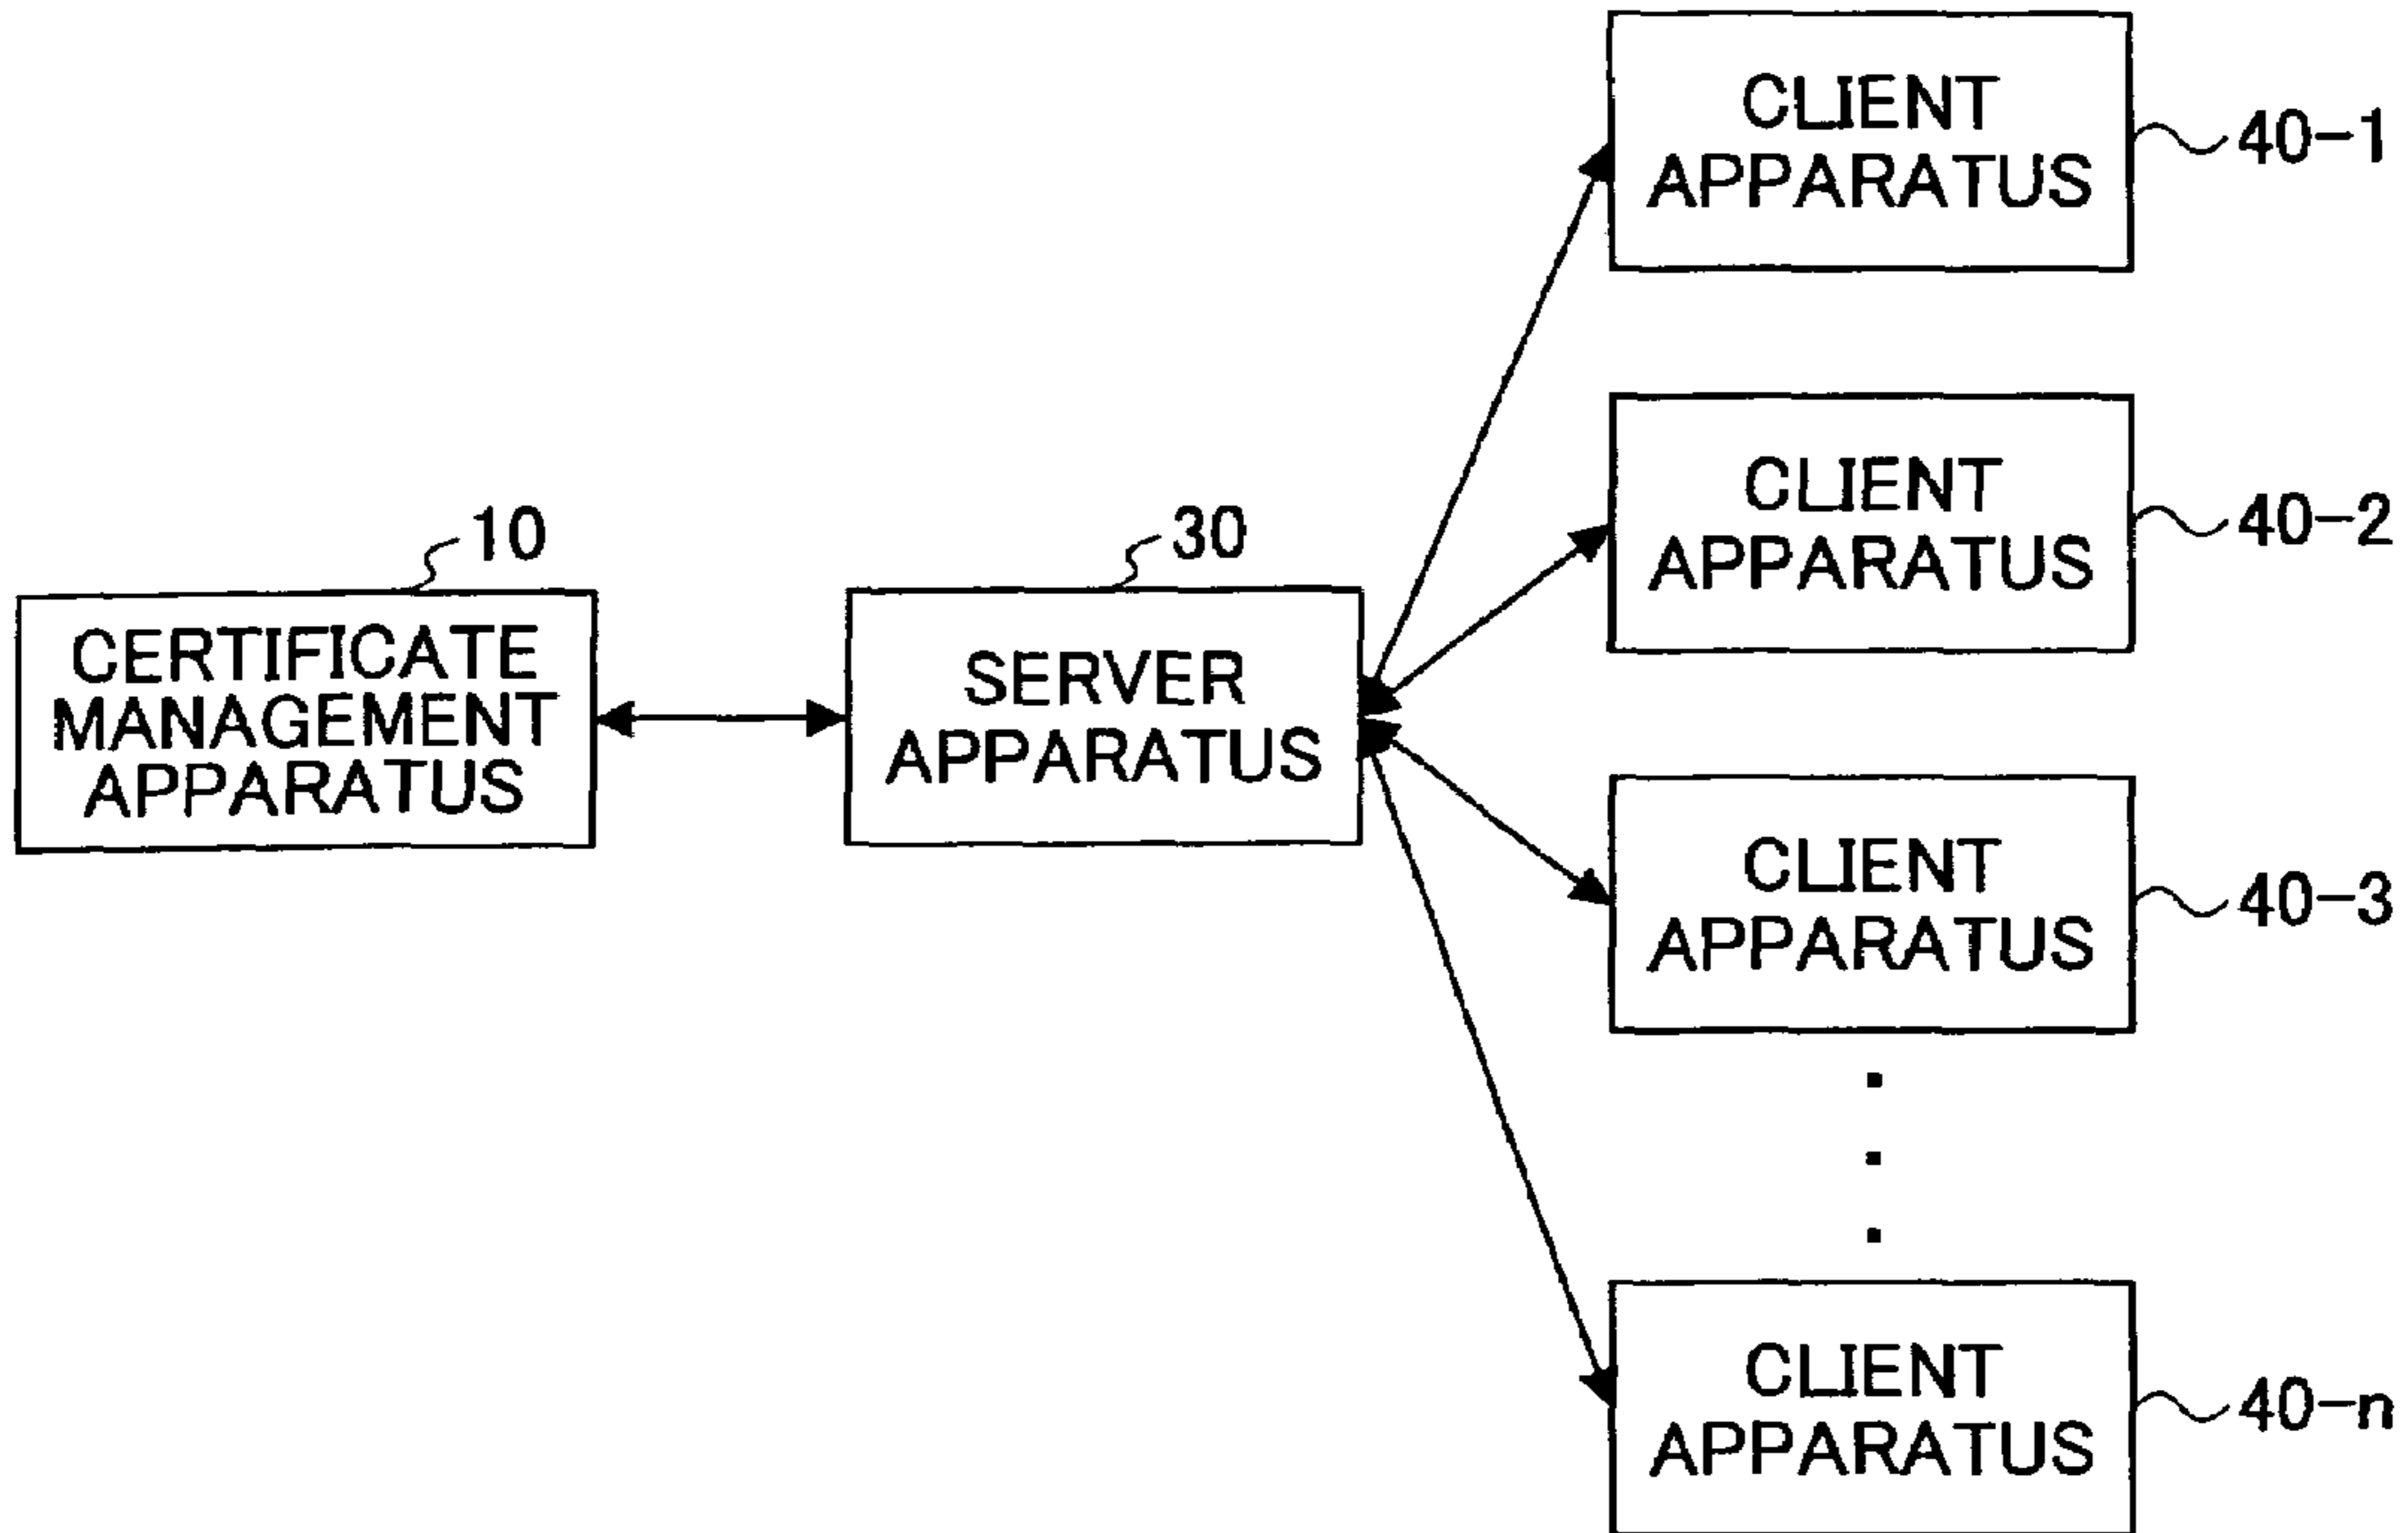 CLIENT
APPARATUS
40-1
CLIENT
APPARATUS
40-2
10
CERTIFICATE
MANAGEMENT
APPARATUS
30
SERVER
APPARATUS
CLIENT
APPARATUS
40-3
CLIENT
APPARATUS
40-n